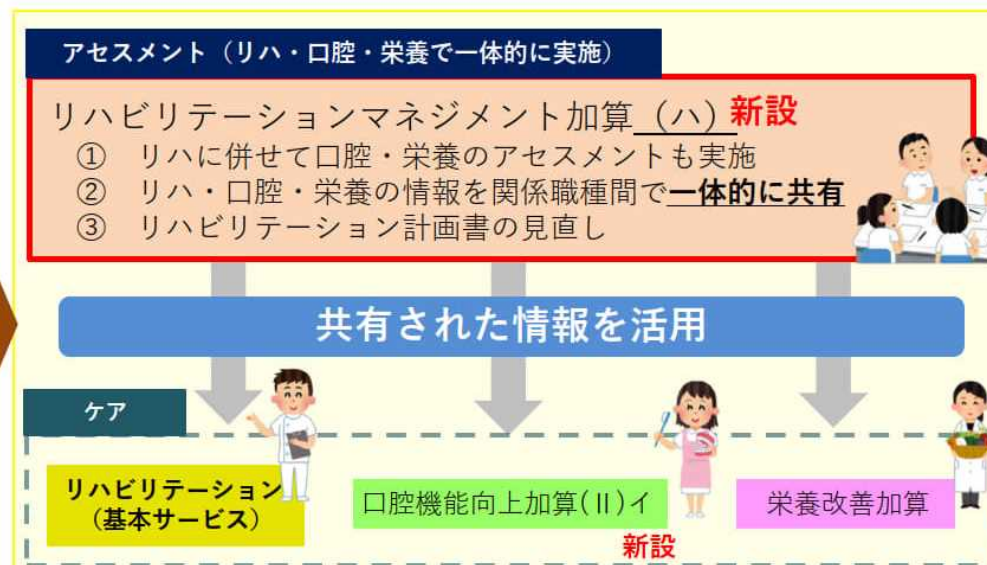 アセスメント（リハ・口腔・栄養で一体的に実施）
リハビリテーションマネジメント加算（ハ）新設
① リハに併せて口腔・栄養のアセスメントも実施
② リハ・口腔・栄養の情報を関係職種間で一体的に共有
③ リハビリテーション計画書の見直し
共有された情報を活用
ケア
リハビリテーション
（基本サービス）
口腔機能向上加算(Ⅱ)イ
新設
栄養改善加算